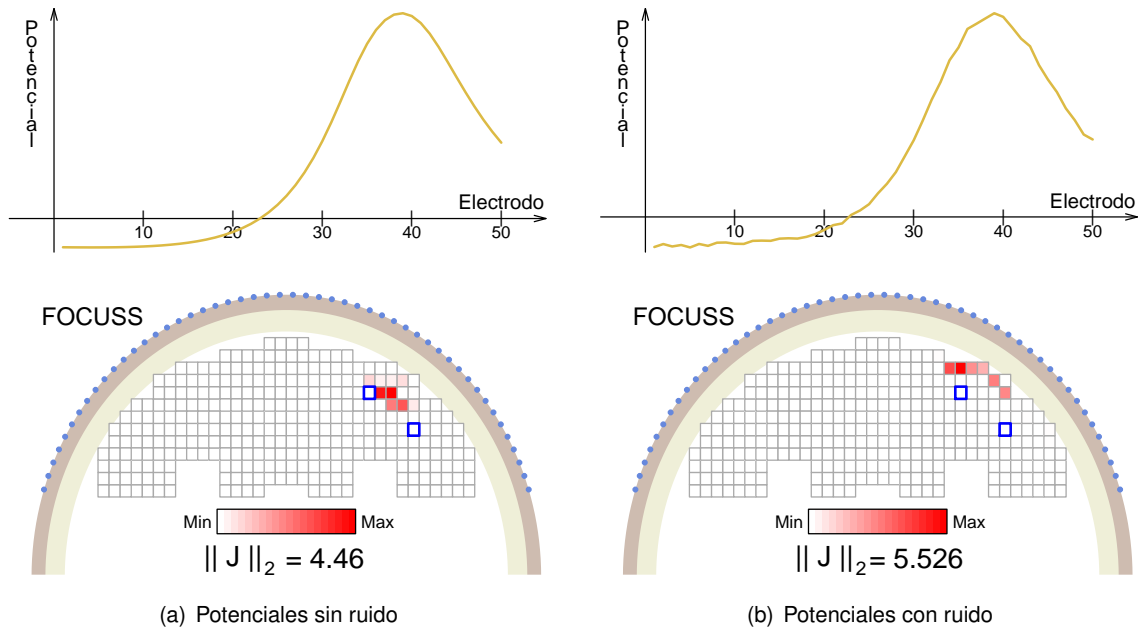 Potencial
Electrodo
10 20 30 40 50
FOCUSS
Min Max
|| J ||2 = 4.46
(a) Potenciales sin ruido
Potencial
Electrodo
10 20 30 40 50
FOCUSS
Min Max
|| J ||2 = 5.526
(b) Potenciales con ruido